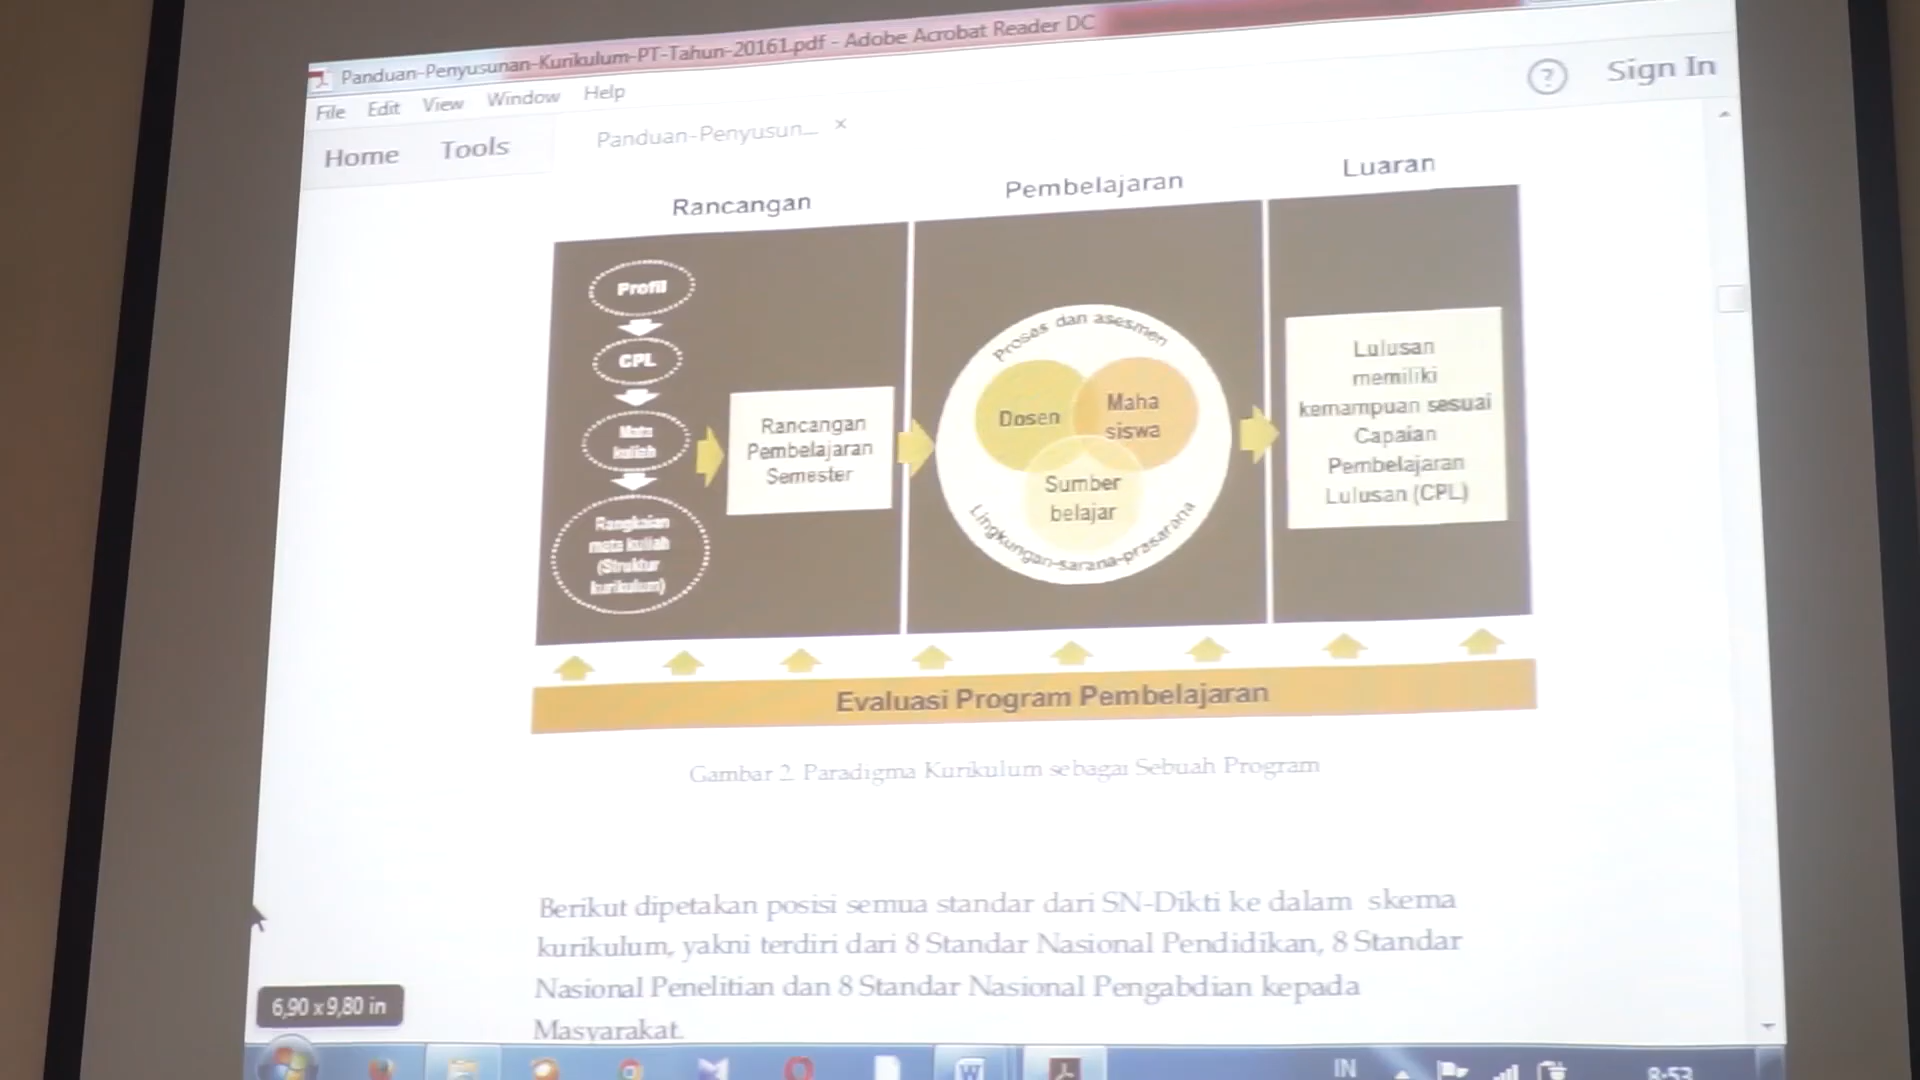 Panduan-Penyusunan-Kurikulum-PT-Tahun-20161.pdf - Adobe Acrobat Reader DC
File Edit View Window Help
Home Tools Panduan-Penyusun... × ? Sign In
Rancangan Pembelajaran Luaran
Profil
CPL
Mata
kuliah
Rangkaian
mata kuliah
(Struktur
kurikulum)
Rancangan
Pembelajaran
Semester
Proses dan asesmen
Dosen
Maha
siswa
Sumber
belajar
Lingkungan-sarana-prasarana
Lulusan
memiliki
kemampuan sesuai
Capaian
Pembelajaran
Lulusan (CPL)
Evaluasi Program Pembelajaran
Gambar 2. Paradigma Kurikulum sebagai Sebuah Program
Berikut dipetakan posisi semua standar dari SN-Dikti ke dalam skema
kurikulum, yakni terdiri dari 8 Standar Nasional Pendidikan, 8 Standar
Nasional Penelitian dan 8 Standar Nasional Pengabdian kepada
Masyarakat.
6,90 x 9,80 in
IN 8:53